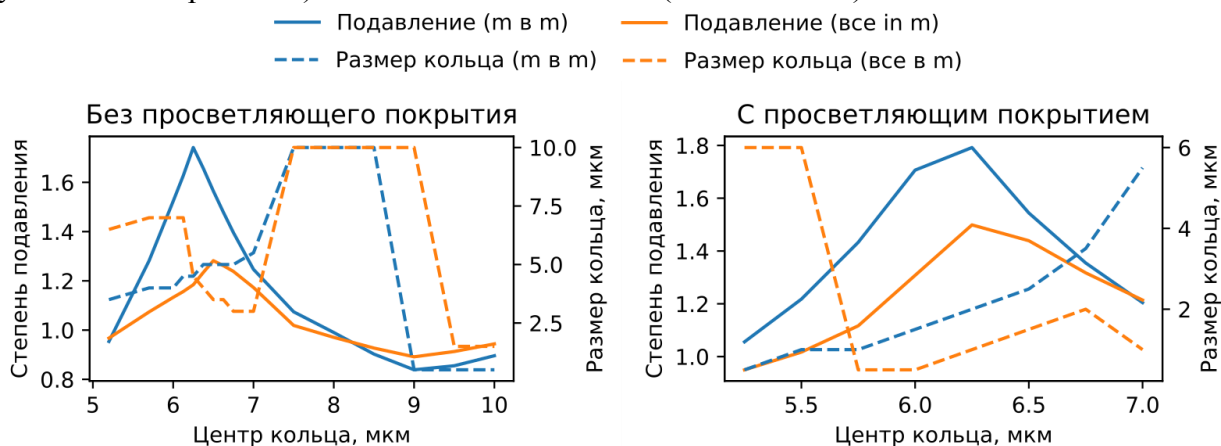 Подавление (m в m)
Подавление (все in m)
Размер кольца (m в m)
Размер кольца (все в m)
Без просветляющего покрытия
С просветляющим покрытием
Степень подавления
1.6
1.4
1.2
1.0
0.8
5 6 7 8 9 10
Центр кольца, мкм
10.0
7.5
5.0
2.5
Размер кольца, мкм
Степень подавления
1.8
1.6
1.4
1.2
1.0
5.5 6.0 6.5 7.0
Центр кольца, мкм
6
4
2
Размер кольца, мкм